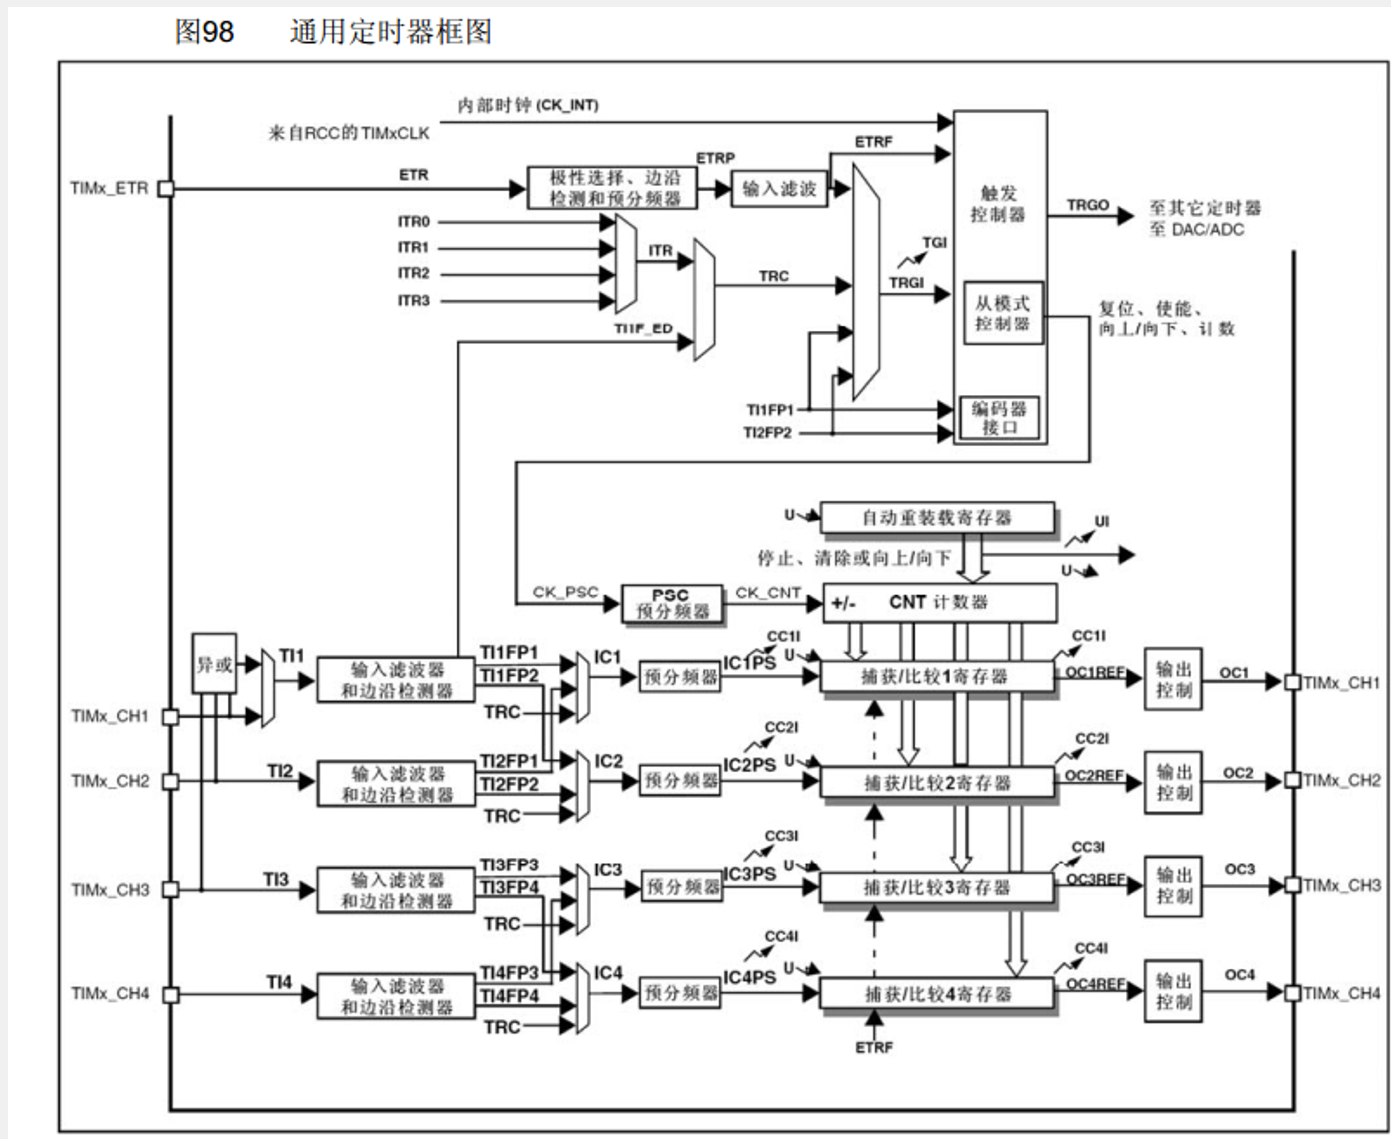 图98 通用定时器框图
内部时钟(CK_INT)
来自RCC的TIMxCLK
ETRF
ETRP
TIMx_ETR
ETR
极性选择、边沿
检测和预分频器
输入滤波
触发
控制器
TRGO
至其它定时器
至 DAC/ADC
ITR0
ITR1
ITR2
ITR3
ITR
TRC
TGI
TRGI
TI1F_ED
从模式
控制器
复位、使能、
向上/向下、计数
TI1FP1
TI2FP2
编码器
接口
U
自动重装载寄存器
UI
停止、清除或向上/向下
U
CK_PSC
PSC
预分频器
CK_CNT
+/- CNT 计数器
异或
TI1
输入滤波器
和边沿检测器
TI1FP1
TI1FP2
TRC
IC1
预分频器
CC1I
U
IC1PS
捕获/比较1寄存器
CC1I
OC1REF
输出
控制
OC1
TIMx_CH1
TIMx_CH1
TIMx_CH2
TI2
输入滤波器
和边沿检测器
TI2FP1
TI2FP2
TRC
IC2
预分频器
CC2I
U
IC2PS
捕获/比较2寄存器
CC2I
OC2REF
输出
控制
OC2
TIMx_CH2
TIMx_CH3
TI3
输入滤波器
和边沿检测器
TI3FP3
TI3FP4
TRC
IC3
预分频器
CC3I
U
IC3PS
捕获/比较3寄存器
CC3I
OC3REF
输出
控制
OC3
TIMx_CH3
TIMx_CH4
TI4
输入滤波器
和边沿检测器
TI4FP3
TI4FP4
TRC
IC4
预分频器
CC4I
U
IC4PS
捕获/比较4寄存器
CC4I
OC4REF
输出
控制
OC4
TIMx_CH4
ETRF